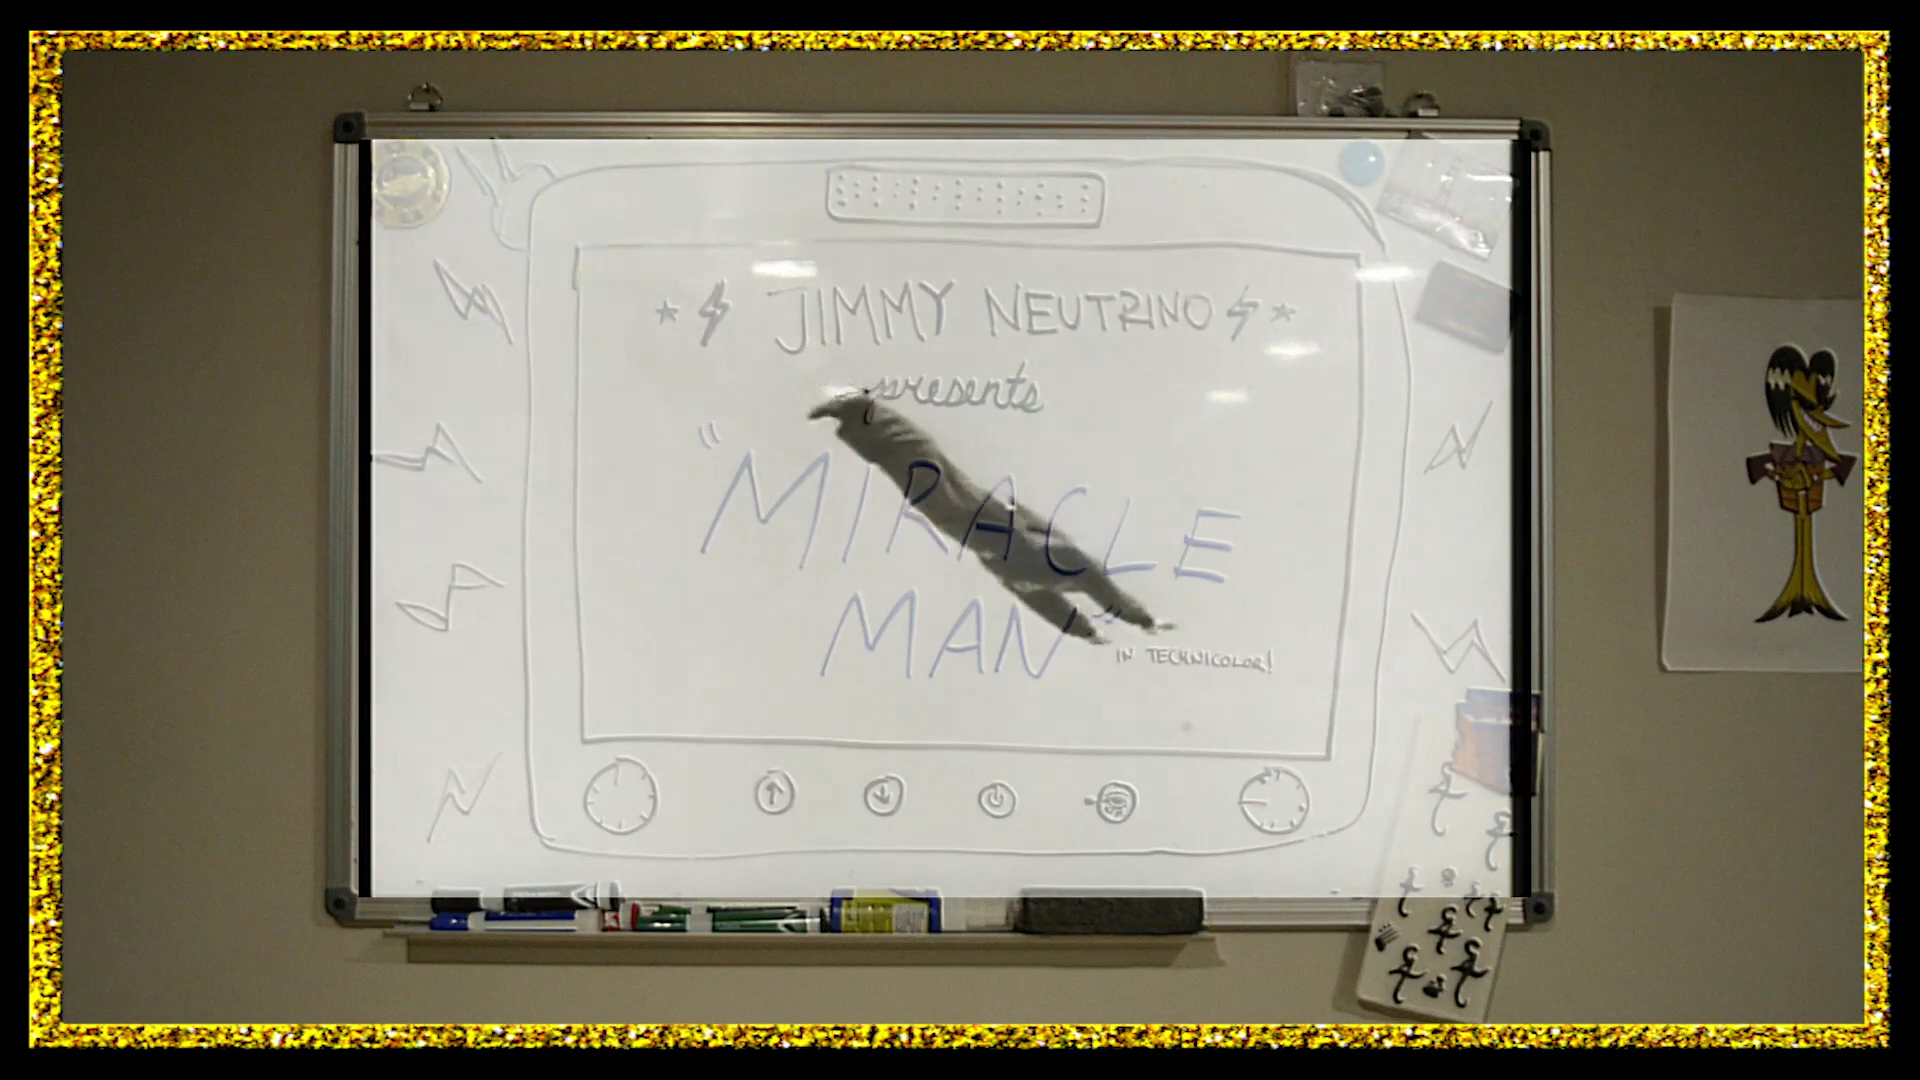 JIMMY NEUTRINO
presents
"MIRACLE
MAN"
IN TECHNICOLOR!